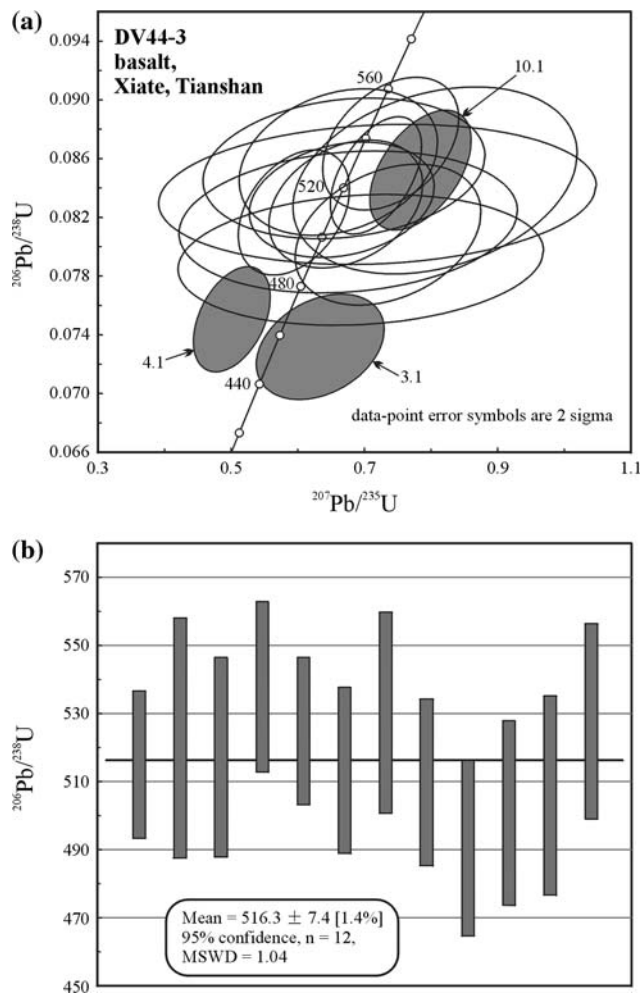 (a)
DV44-3
basalt,
Xiate, Tianshan
0.094
0.090
0.086
0.082
0.078
0.074
0.070
0.066
²⁰⁶Pb/²³⁸U
560
520
480
440
10.1
4.1
3.1
data-point error symbols are 2 sigma
0.3 0.5 0.7 0.9 1.1
²⁰⁷Pb/²³⁵U
(b)
570
550
530
510
490
470
450
²⁰⁶Pb/²³⁸U
Mean = 516.3 ± 7.4 [1.4%]
95% confidence, n = 12,
MSWD = 1.04